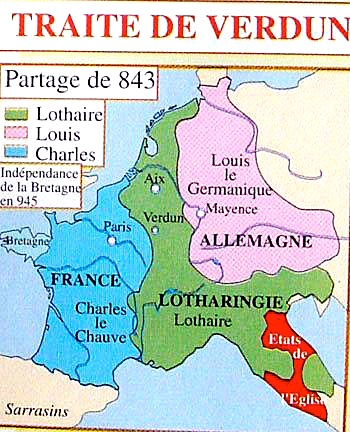 TRAITE DE VERDUN
Partage de 843
Lothaire
Louis
Charles
Indépendance
de la Bretagne
en 945
Louis
le
Germanique
Aix
Mayence
Verdun
Paris
Bretagne
ALLEMAGNE
FRANCE
LOTHARINGIE
Charles
le
Chauve
Lothaire
Etats
de
l'Eglise
Sarrasins